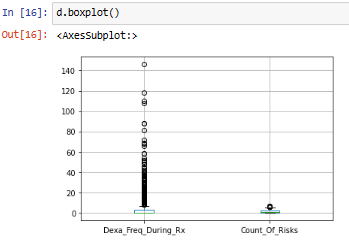 In [16]: d.boxplot()
Out[16]: <AxesSubplot:>
140
120
100
80
60
40
20
0
Dexa_Freq_During_Rx Count_Of_Risks